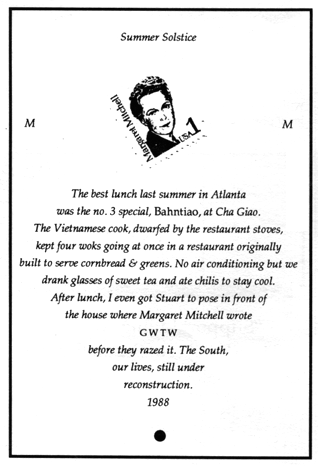 Summer Solstice
Margaret Mitchell
USA 1
M
M
The best lunch last summer in Atlanta
was the no. 3 special, Bahntiao, at Cha Giao.
The Vietnamese cook, dwarfed by the restaurant stoves,
kept four woks going at once in a restaurant originally
built to serve cornbread & greens. No air conditioning but we
drank glasses of sweet tea and ate chilis to stay cool.
After lunch, I even got Stuart to pose in front of
the house where Margaret Mitchell wrote
GWTW
before they razed it. The South,
our lives, still under
reconstruction.
1988